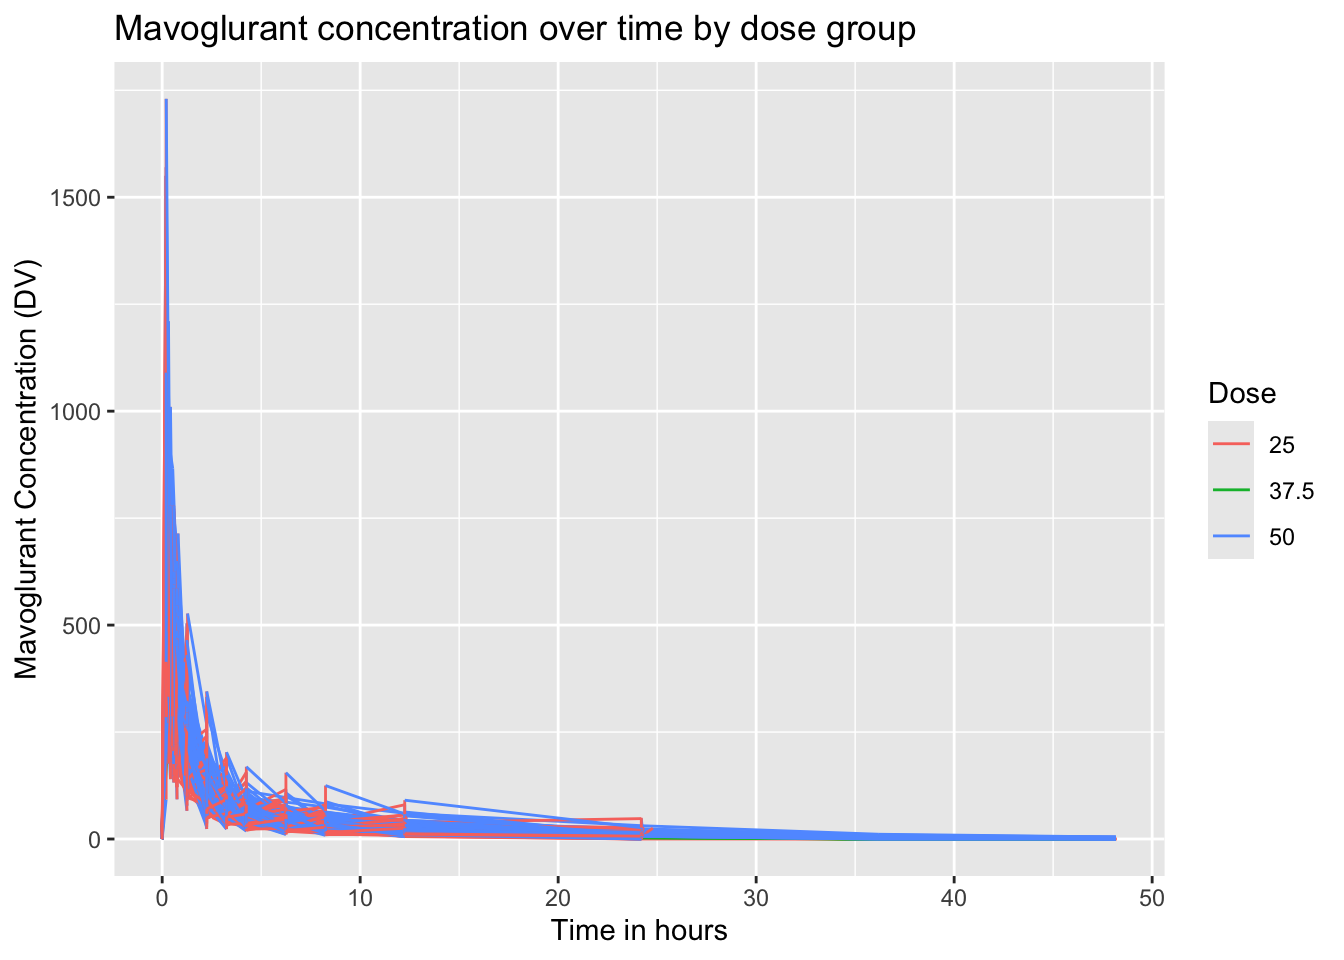 Mavoglurant concentration over time by dose group
Mavoglurant Concentration (DV)
1500
1000
500
0
0 10 20 30 40 50
Time in hours
Dose
25
37.5
50